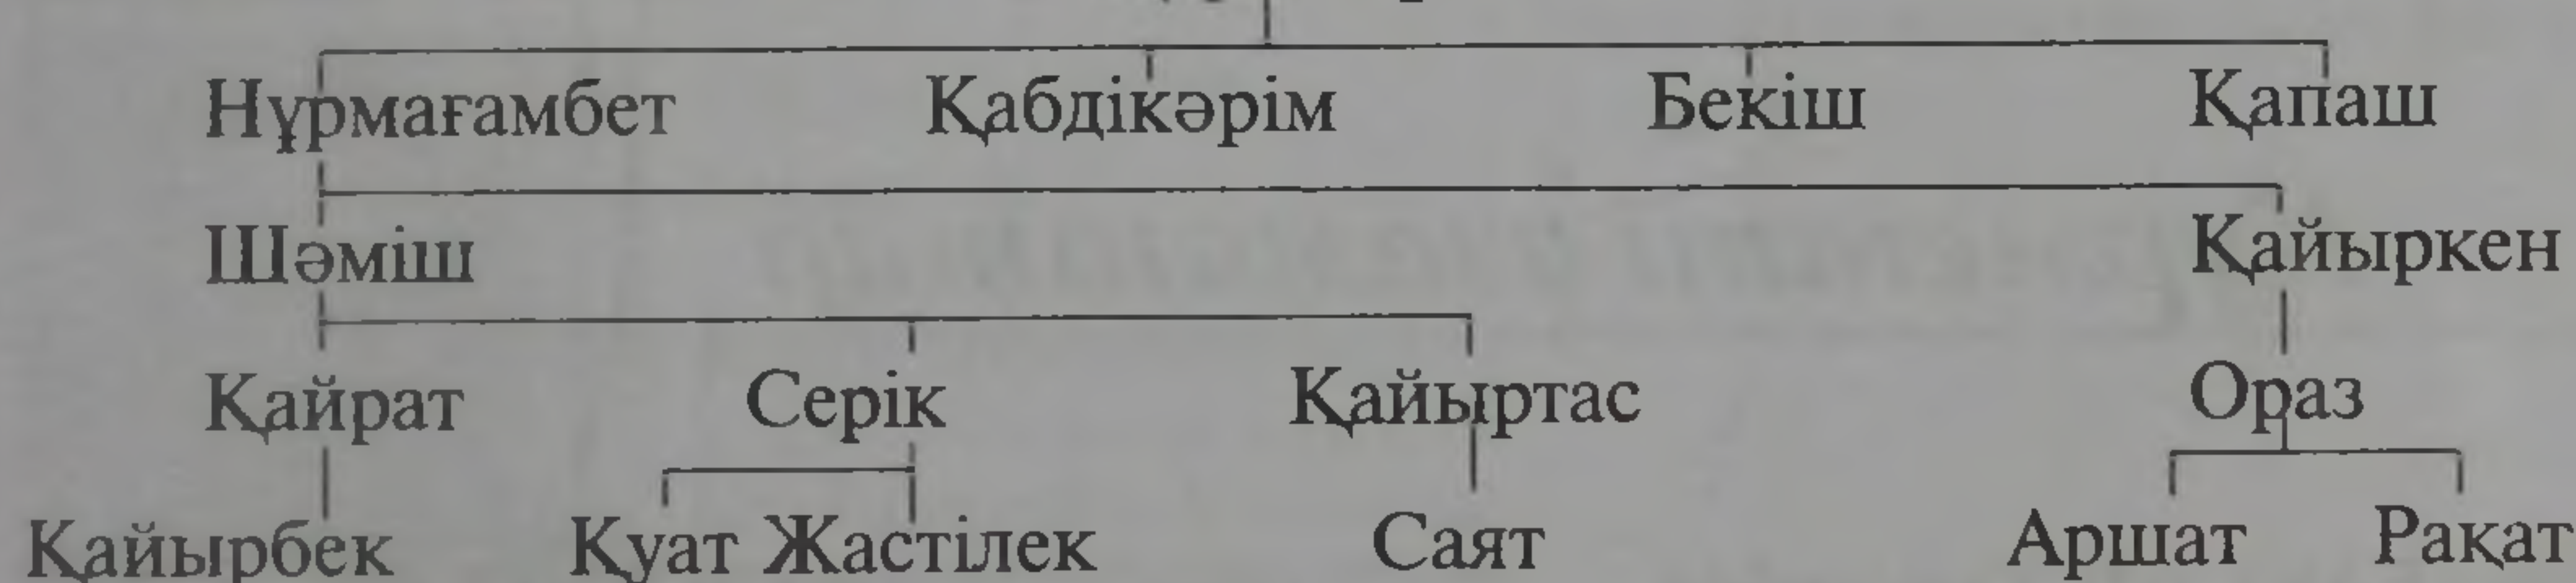 Нұрмағамбет Қабдікәрім Бекіш Қапаш
Шәміш Қайыркен
Қайрат Серік Қайыртас Ораз
Қайырбек Қуат Жастілек Саят Аршат Рақат